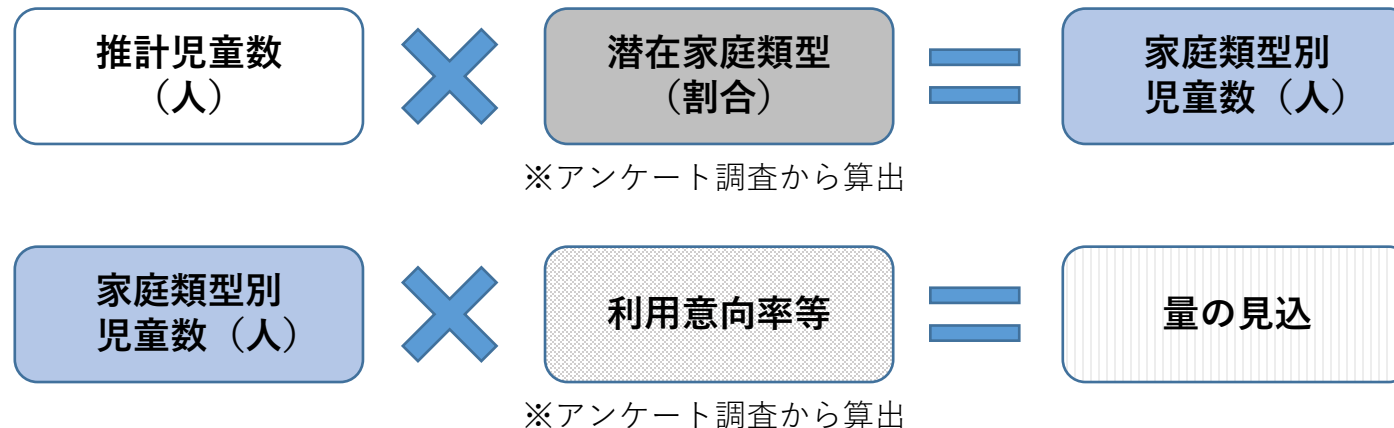 推計児童数
（人）
潜在家庭類型
（割合）
家庭類型別
児童数（人）
※アンケート調査から算出
家庭類型別
児童数（人）
利用意向率等
量の見込
※アンケート調査から算出